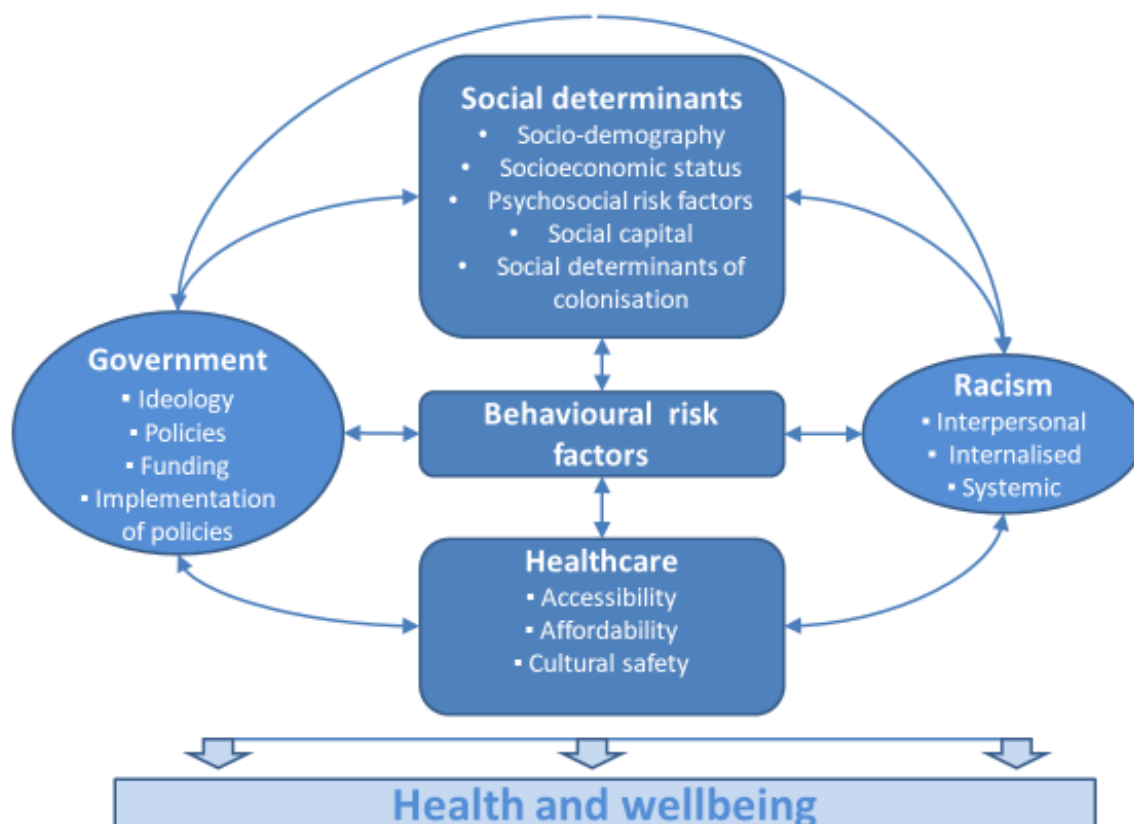 Social determinants
• Socio-demography
• Socioeconomic status
• Psychosocial risk factors
• Social capital
• Social determinants of
colonisation
Government
▪ Ideology
▪ Policies
▪ Funding
▪ Implementation
of policies
Behavioural risk
factors
Racism
▪ Interpersonal
▪ Internalised
▪ Systemic
Healthcare
▪ Accessibility
▪ Affordability
▪ Cultural safety
Health and wellbeing